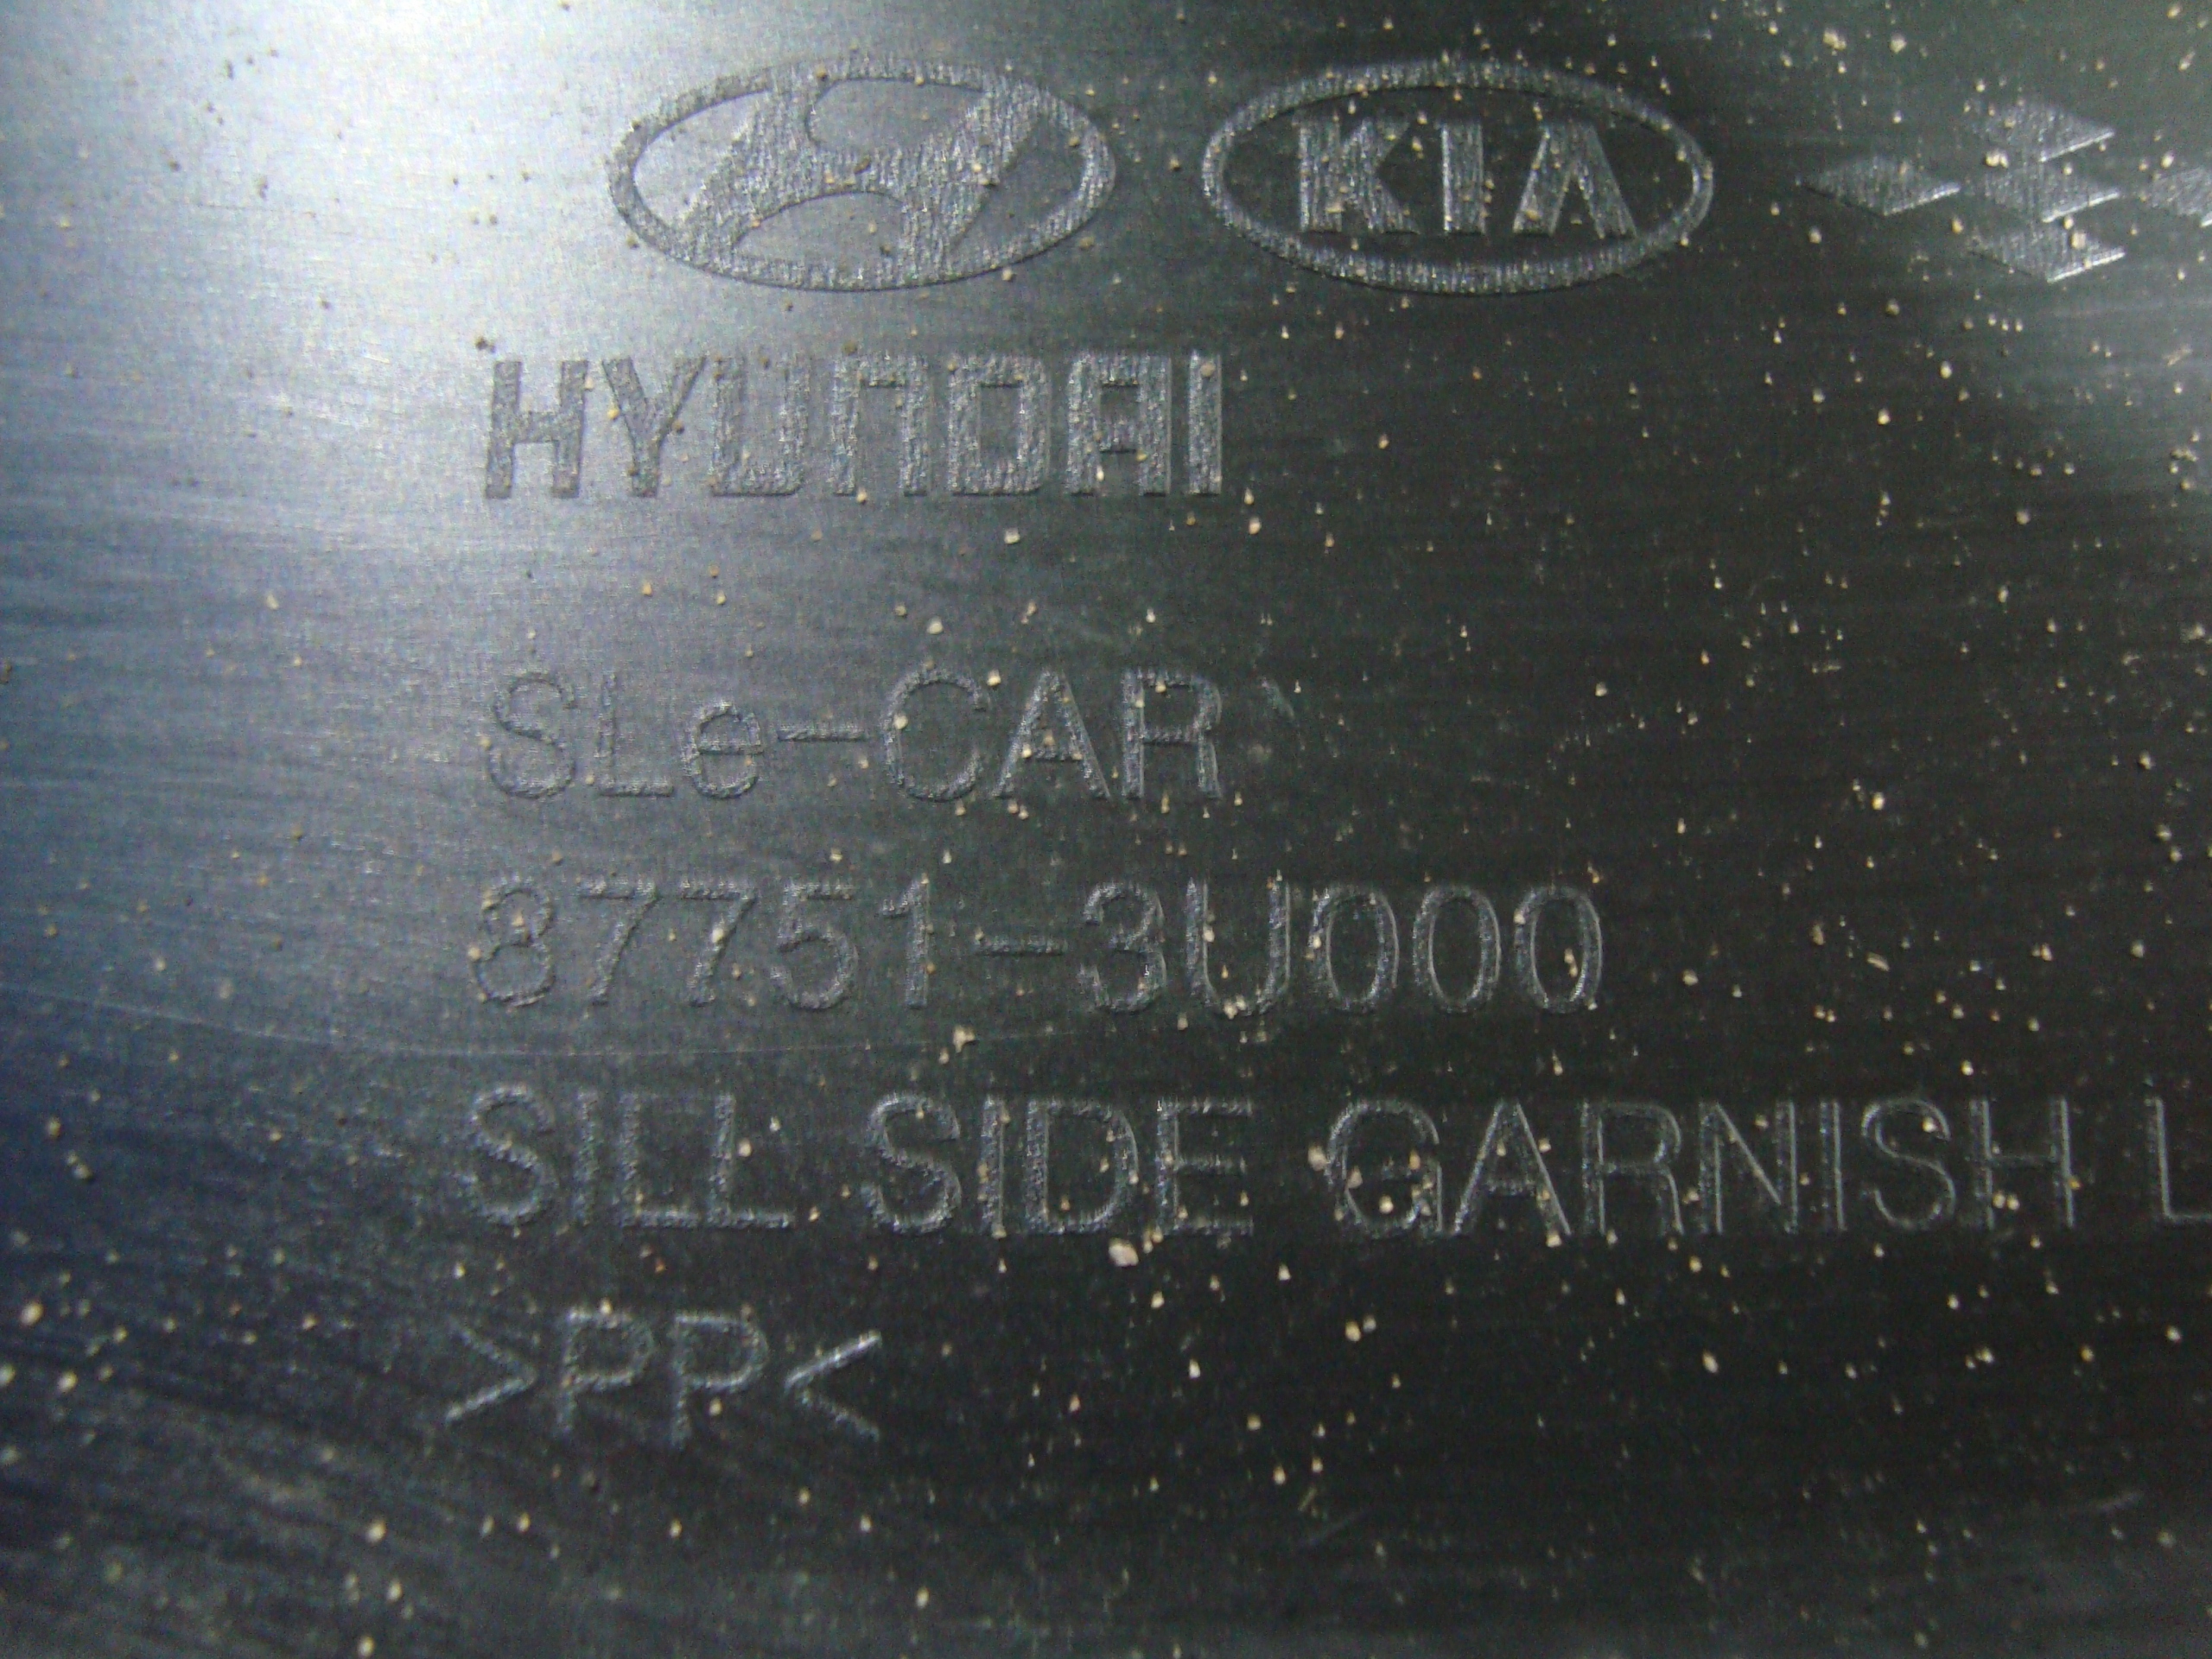 KIA
HYUNDAI
SLe-CAR
87751-3U000
SILL SIDE GARNISH L
>PP<